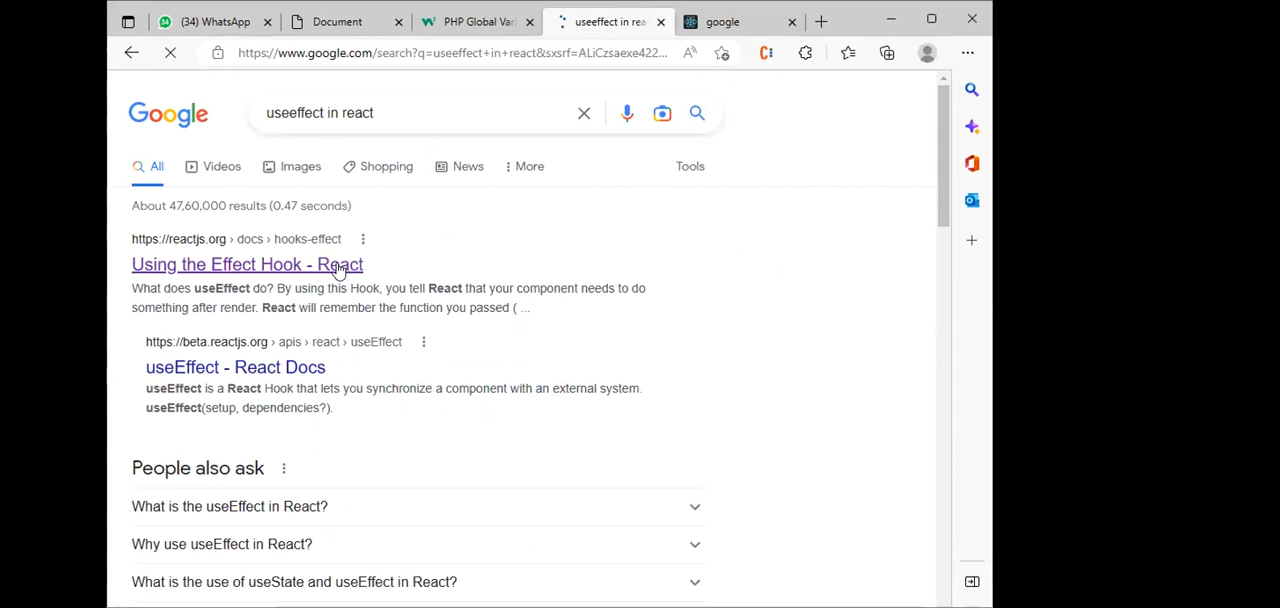 (34) WhatsApp
Document
PHP Global Vari
useeffect in rea
google
https://www.google.com/search?q=useeffect+in+react&sxsrf=ALiCzsaexe422...
Google
useeffect in react
All
Videos
Images
Shopping
News
More
Tools
About 47,60,000 results (0.47 seconds)
https://reactjs.org › docs › hooks-effect
Using the Effect Hook - React
What does useEffect do? By using this Hook, you tell React that your component needs to do
something after render. React will remember the function you passed ( ...
https://beta.reactjs.org › apis › react › useEffect
useEffect - React Docs
useEffect is a React Hook that lets you synchronize a component with an external system.
useEffect(setup, dependencies?).
People also ask
What is the useEffect in React?
Why use useEffect in React?
What is the use of useState and useEffect in React?